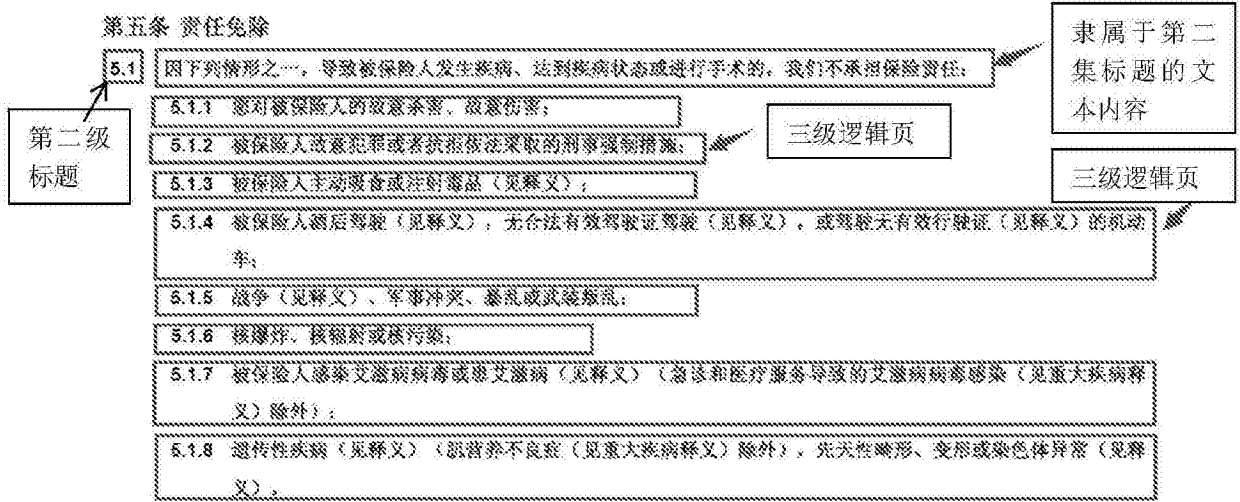 第五条 责任免除
5.1 因下列情形之一，导致被保险人发生疾病、达到疾病状态或进行手术的，我们不承担保险责任：
隶属于第二集标题的文本内容
5.1.1 您对被保险人的故意杀害、故意伤害；
第二级标题
5.1.2 被保险人故意犯罪或者抗拒依法采取的刑事强制措施；
三级逻辑页
5.1.3 被保险人主动吸食或注射毒品（见释义）；
三级逻辑页
5.1.4 被保险人酒后驾驶（见释义），无合法有效驾驶证驾驶（见释义），或驾驶无有效行驶证（见释义）的机动
车；
5.1.5 战争（见释义）、军事冲突、暴乱或武装叛乱；
5.1.6 核爆炸、核辐射或核污染；
5.1.7 被保险人感染艾滋病病毒或患艾滋病（见释义）（急诊和医疗服务导致的艾滋病病毒感染（见重大疾病释
义）除外）；
5.1.8 遗传性疾病（见释义）（肌营养不良症（见重大疾病释义）除外），先天性畸形、变形或染色体异常（见释
义）。